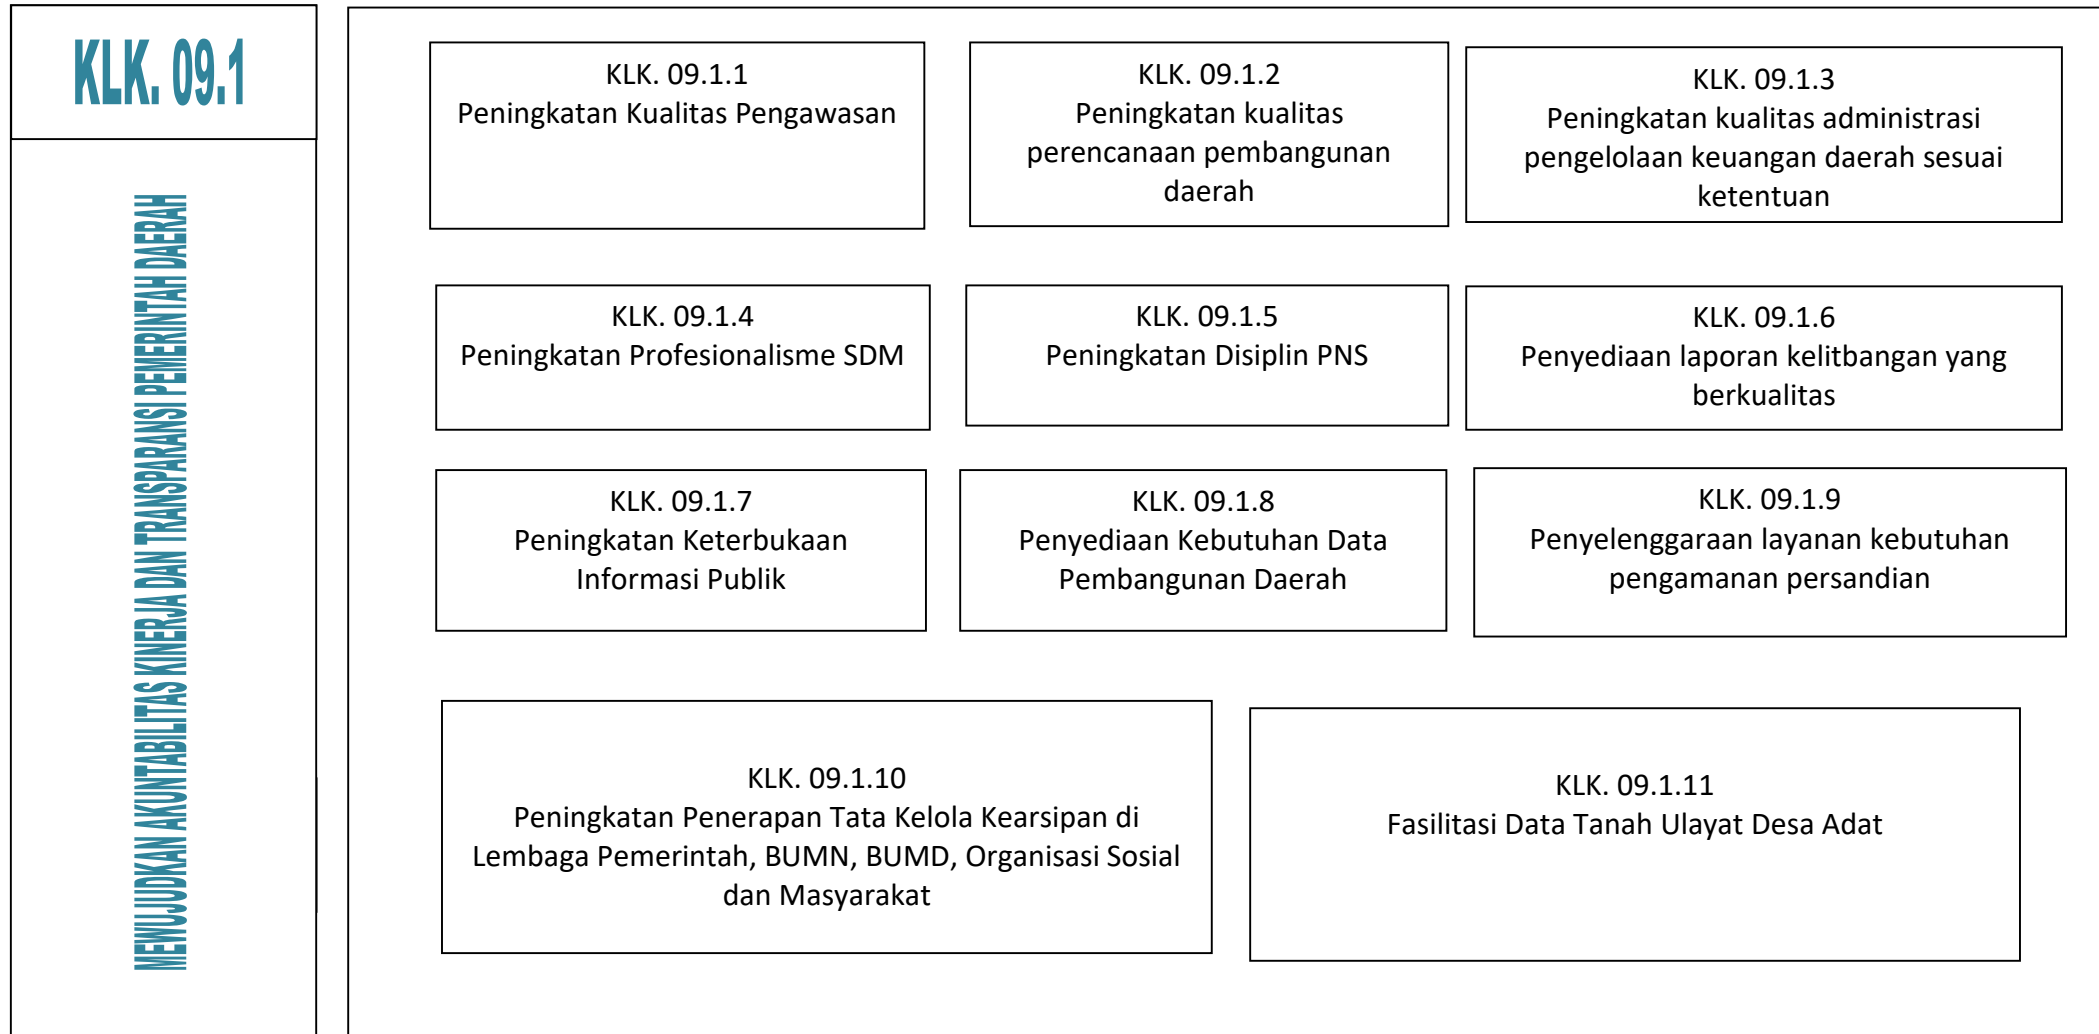 KLK. 09.1
MEWUJUDKAN AKUNTABILITAS KINERJA DAN TRANSPARANSI PEMERINTAH DAERAH
KLK. 09.1.1
Peningkatan Kualitas Pengawasan
KLK. 09.1.2
Peningkatan kualitas
perencanaan pembangunan
daerah
KLK. 09.1.3
Peningkatan kualitas administrasi
pengelolaan keuangan daerah sesuai
ketentuan
KLK. 09.1.4
Peningkatan Profesionalisme SDM
KLK. 09.1.5
Peningkatan Disiplin PNS
KLK. 09.1.6
Penyediaan laporan kelitbangan yang
berkualitas
KLK. 09.1.7
Peningkatan Keterbukaan
Informasi Publik
KLK. 09.1.8
Penyediaan Kebutuhan Data
Pembangunan Daerah
KLK. 09.1.9
Penyelenggaraan layanan kebutuhan
pengamanan persandian
KLK. 09.1.10
Peningkatan Penerapan Tata Kelola Kearsipan di
Lembaga Pemerintah, BUMN, BUMD, Organisasi Sosial
dan Masyarakat
KLK. 09.1.11
Fasilitasi Data Tanah Ulayat Desa Adat